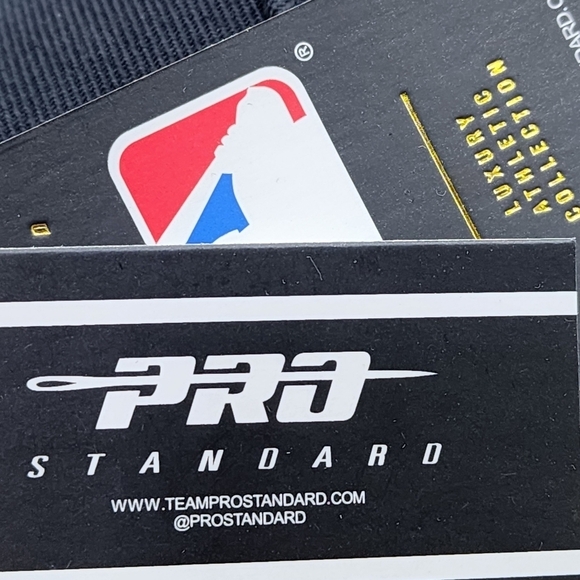 ®
LUXURY
ATHLETIC
COLLECTION
D
PRO
STANDARD
WWW.TEAMPROSTANDARD.COM
@PROSTANDARD